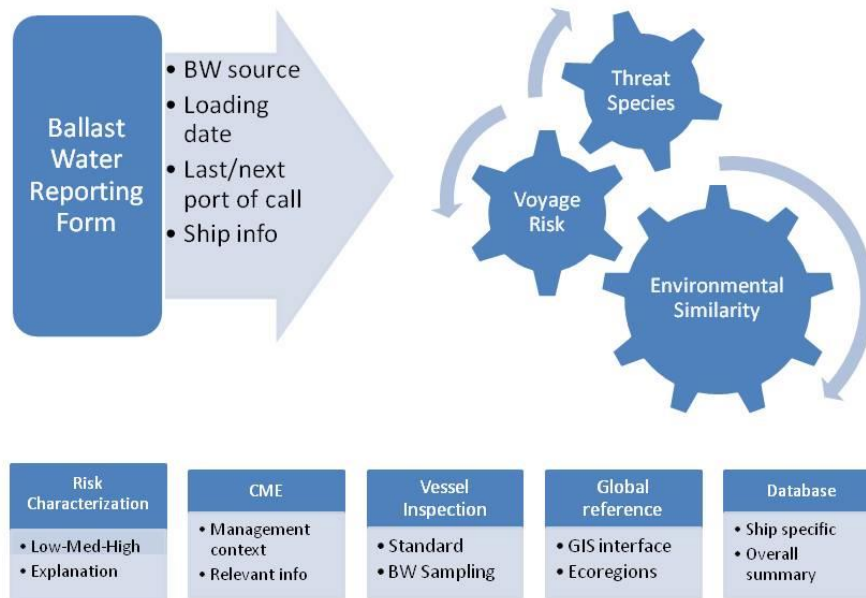 Ballast
Water
Reporting
Form
• BW source
• Loading
date
• Last/next
port of call
• Ship info
Threat
Species
Voyage
Risk
Environmental
Similarity
Risk
Characterization
• Low-Med-High
• Explanation
CME
• Management
context
• Relevant info
Vessel
Inspection
• Standard
• BW Sampling
Global
reference
• GIS interface
• Ecoregions
Database
• Ship specific
• Overall
summary